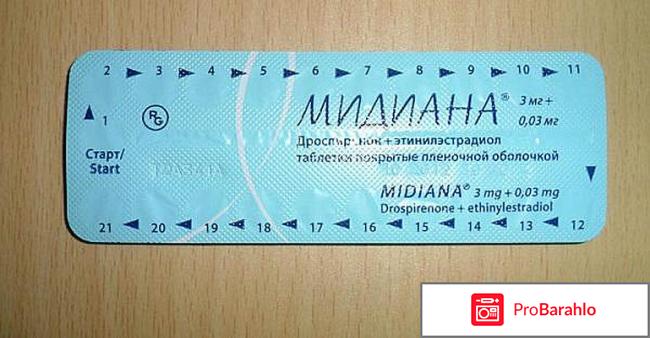 2 3 4 5 6 7 8 9 10 11
1
RG
МИДИАНА® 3 мг +
0,03 мг
Дроспиренон + этинилэстрадиол
таблетки покрытые пленочной оболочкой
Старт/
Start
MIDIANA® 3 mg + 0,03 mg
Drospirenone + ethinylestradiol
21 20 19 18 17 16 15 14 13 12
ProBarahlo